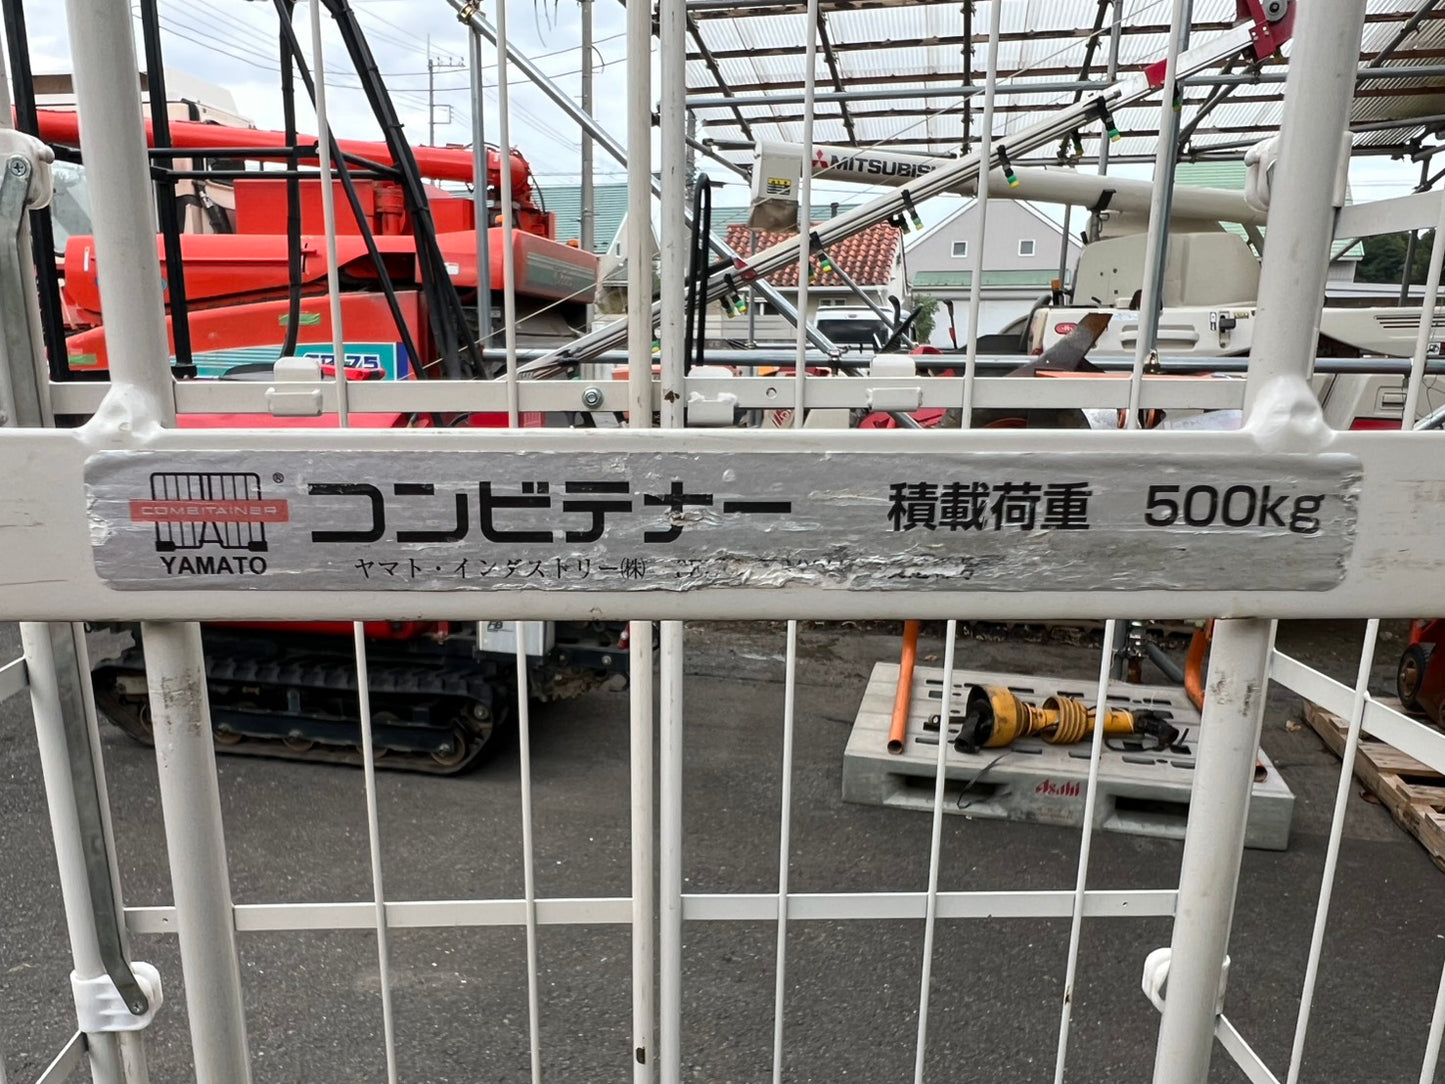 MITSUBIS
COMBITAINER
®
YAMATO
コンビテナー
積載荷重 500kg
ヤマト・インダストリー㈱
Asahi